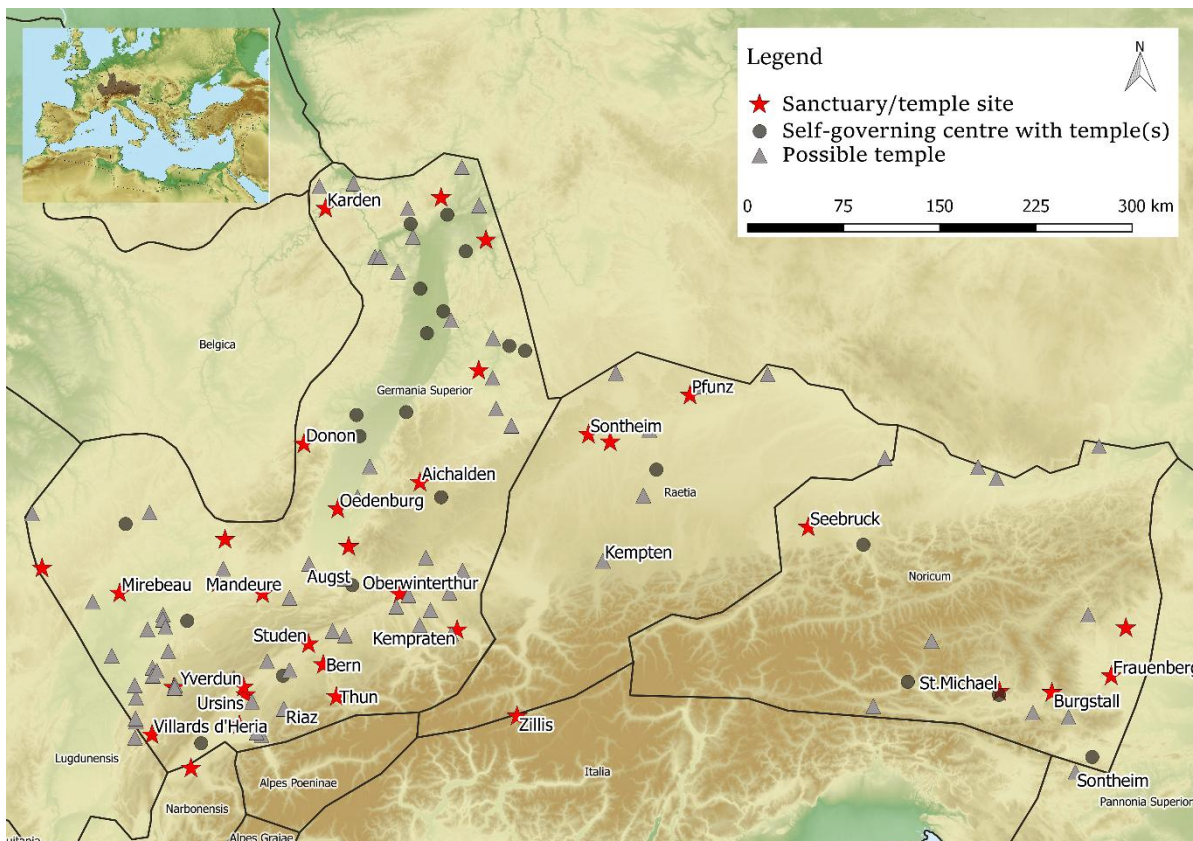 Legend
N
Sanctuary/temple site
Self-governing centre with temple(s)
Possible temple
0 75 150 225 300 km
Karden
Belgica
Germania Superior
Pfunz
Donon
Sontheim
Aichalden
Oedenburg
Raetia
Seebruck
Kempten
Augst
Mirebeau
Mandeure
Oberwinterthur
Noricum
Studen
Kempraten
Bern
Yverdun
Frauenberg
St.Michael
Ursins
Thun
Burgstall
Riaz
Villards d'Heria
Zillis
Lugdunensis
Italia
Alpes Poeninae
Sontheim
Narbonensis
Pannonia Superior
Alpes Graiae
uitania